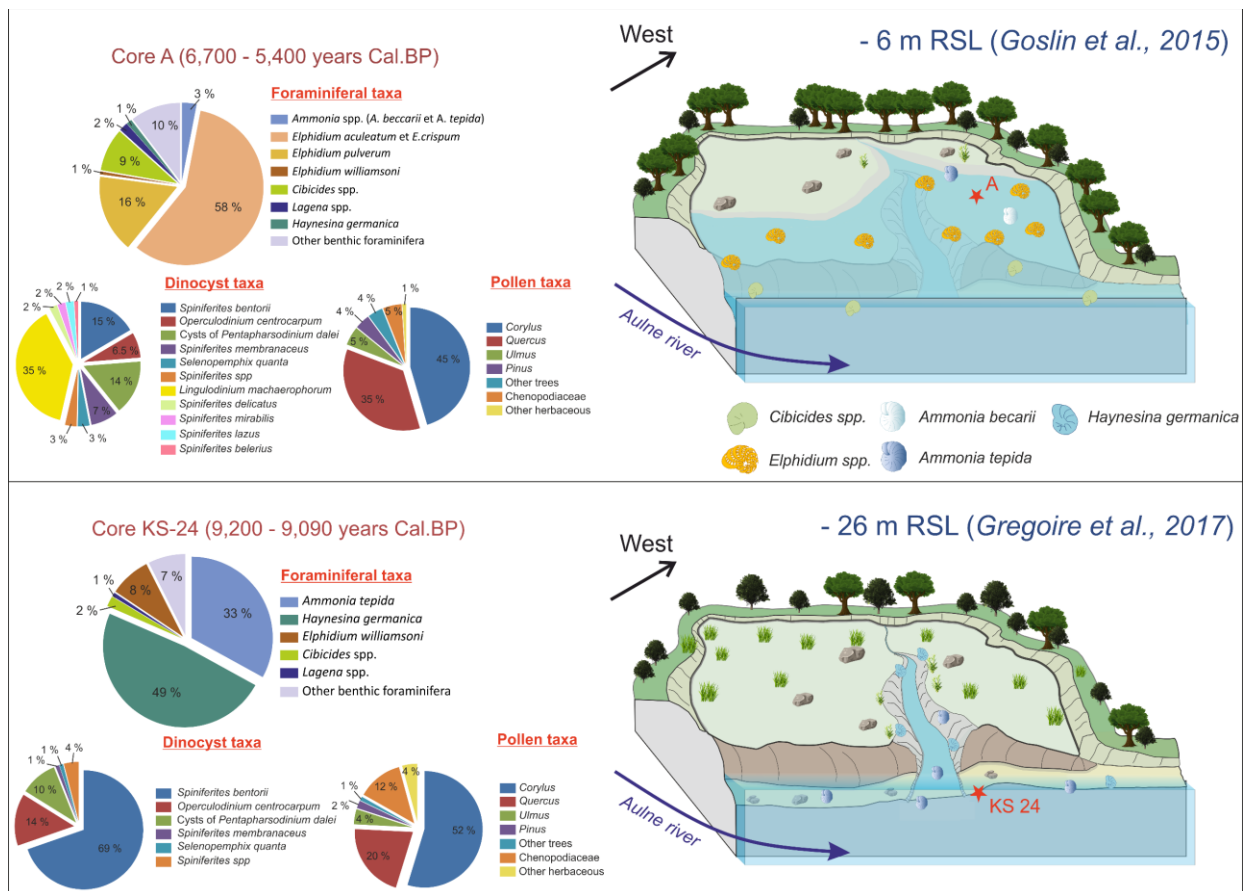 Core A (6,700 - 5,400 years Cal.BP)
3 %
58 %
16 %
1 %
9 %
2 %
1 %
10 %
Foraminiferal taxa
Ammonia spp. (A. beccarii et A. tepida)
Elphidium aculeatum et E.crispum
Elphidium pulverum
Elphidium williamsoni
Cibicides spp.
Lagena spp.
Haynesina germanica
Other benthic foraminifera
Dinocyst taxa
15 %
6.5 %
14 %
7 %
3 %
3 %
35 %
2 %
2 %
2 %
1 %
Spiniferites bentorii
Operculodinium centrocarpum
Cysts of Pentapharsodinium dalei
Spiniferites membranaceus
Selenopemphix quanta
Spiniferites spp
Lingulodinium machaerophorum
Spiniferites delicatus
Spiniferites mirabilis
Spiniferites lazus
Spiniferites belerius
Pollen taxa
45 %
35 %
5 %
4 %
4 %
5 %
1 %
Corylus
Quercus
Ulmus
Pinus
Other trees
Chenopodiaceae
Other herbaceous
West
- 6 m RSL (Goslin et al., 2015)
A
Aulne river
Cibicides spp.
Ammonia becarii
Haynesina germanica
Elphidium spp.
Ammonia tepida
Core KS-24 (9,200 - 9,090 years Cal.BP)
33 %
49 %
2 %
1 %
8 %
7 %
Foraminiferal taxa
Ammonia tepida
Haynesina germanica
Elphidium williamsoni
Cibicides spp.
Lagena spp.
Other benthic foraminifera
Dinocyst taxa
69 %
14 %
10 %
1 %
1 %
4 %
Spiniferites bentorii
Operculodinium centrocarpum
Cysts of Pentapharsodinium dalei
Spiniferites membranaceus
Selenopemphix quanta
Spiniferites spp
Pollen taxa
52 %
20 %
4 %
2 %
1 %
12 %
4 %
Corylus
Quercus
Ulmus
Pinus
Other trees
Chenopodiaceae
Other herbaceous
West
- 26 m RSL (Gregoire et al., 2017)
KS 24
Aulne river